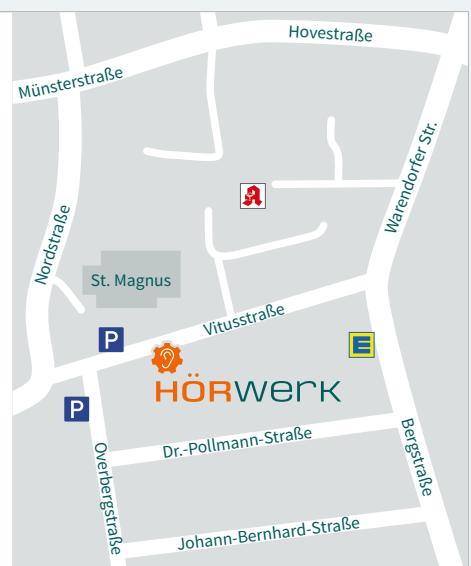 Hovestraße
Münsterstraße
Warendorfer Str.
A
Nordstraße
St. Magnus
Vitusstraße
P
E
HÖRWERK
P
Bergstraße
Dr.-Pollmann-Straße
Overbergstraße
Johann-Bernhard-Straße